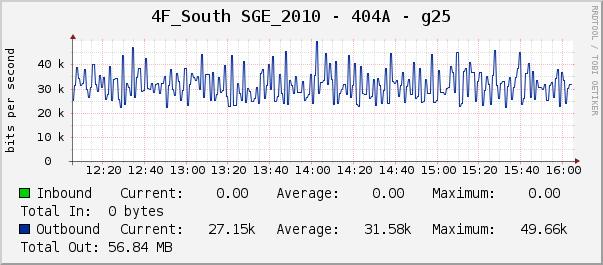 4F_South SGE_2010 - 404A - g25
RRDTOOL / TOBI OETIKER
bits per second
40 k
30 k
20 k
10 k
0
12:20 12:40 13:00 13:20 13:40 14:00 14:20 14:40 15:00 15:20 15:40 16:00
Inbound Current: 0.00 Average: 0.00 Maximum: 0.00
Total In: 0 bytes
Outbound Current: 27.15k Average: 31.58k Maximum: 49.66k
Total Out: 56.84 MB